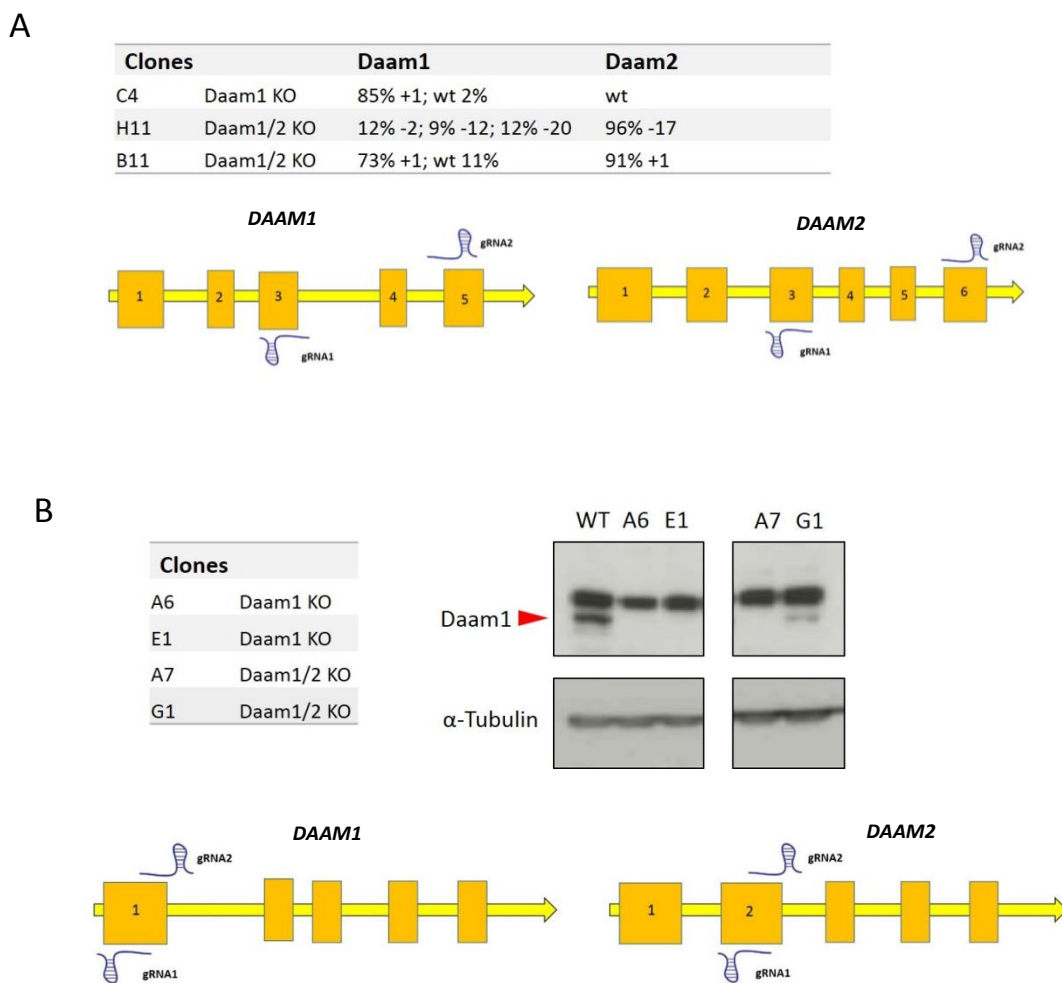 A
Clones Daam1 Daam2
C4 Daam1 KO 85% +1; wt 2% wt
H11 Daam1/2 KO 12% -2; 9% -12; 12% -20 96% -17
B11 Daam1/2 KO 73% +1; wt 11% 91% +1
DAAM1
gRNA2
1 2 3 4 5
gRNA1
DAAM2
gRNA2
1 2 3 4 5 6
gRNA1
B
Clones
A6 Daam1 KO
E1 Daam1 KO
A7 Daam1/2 KO
G1 Daam1/2 KO
WT A6 E1 A7 G1
Daam1
α-Tubulin
DAAM1
gRNA2
1
gRNA1
DAAM2
gRNA2
1 2
gRNA1